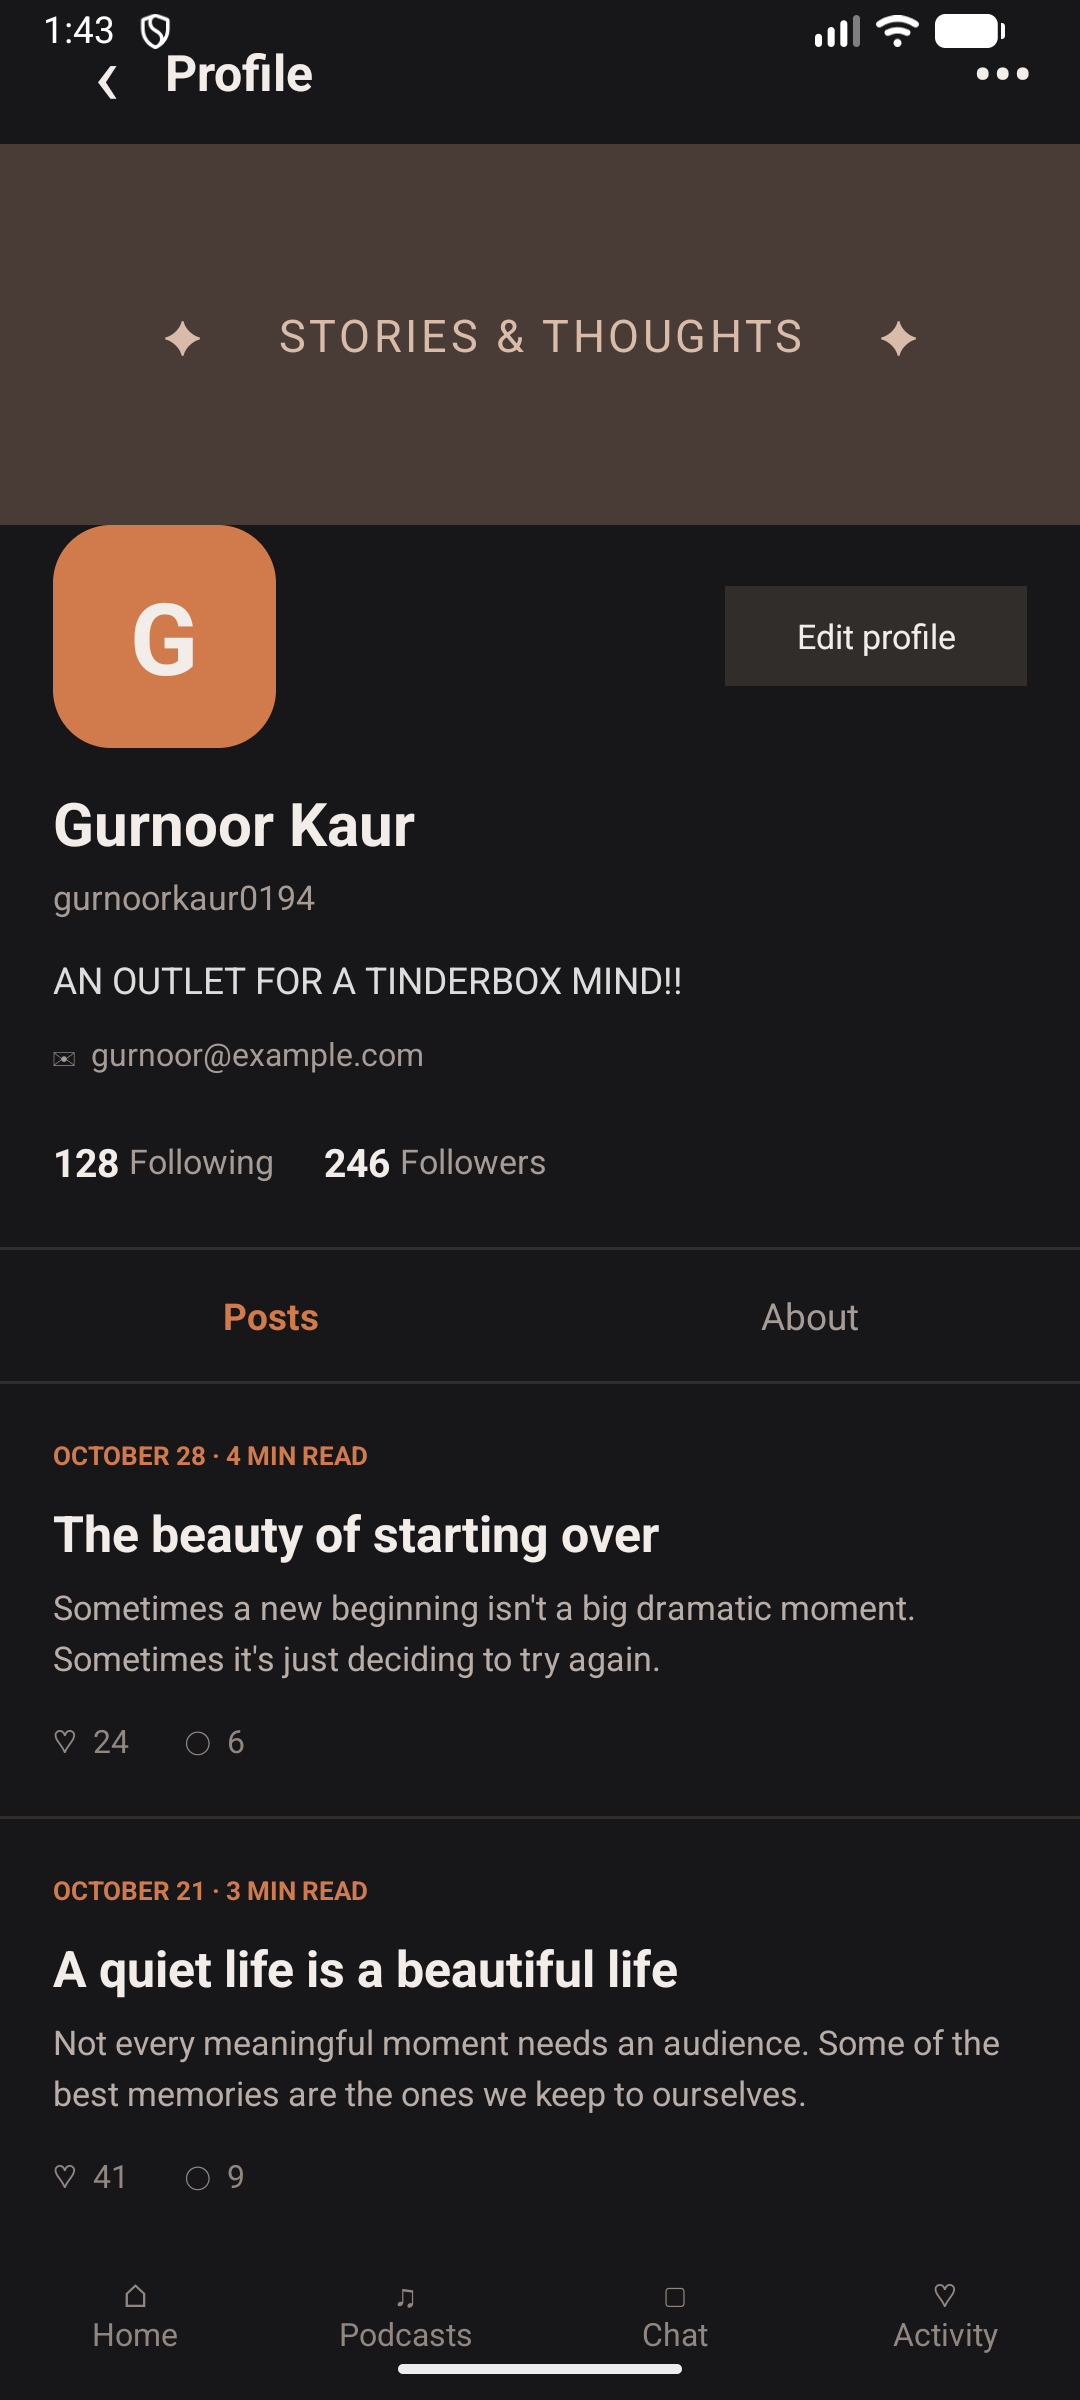 1:43
Profile
STORIES & THOUGHTS
G
Edit profile
Gurnoor Kaur
gurnoorkaur0194
AN OUTLET FOR A TINDERBOX MIND!!
gurnoor@example.com
128 Following 246 Followers
Posts About
OCTOBER 28 · 4 MIN READ
The beauty of starting over
Sometimes a new beginning isn't a big dramatic moment.
Sometimes it's just deciding to try again.
24 6
OCTOBER 21 · 3 MIN READ
A quiet life is a beautiful life
Not every meaningful moment needs an audience. Some of the
best memories are the ones we keep to ourselves.
41 9
Home Podcasts Chat Activity